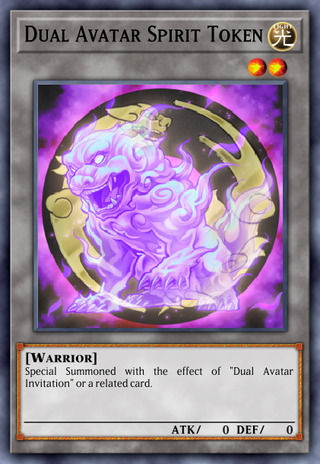 Dual Avatar Spirit Token
LIGHT
光
[Warrior]
Special Summoned with the effect of "Dual Avatar
Invitation" or a related card.
ATK/ 0 DEF/ 0